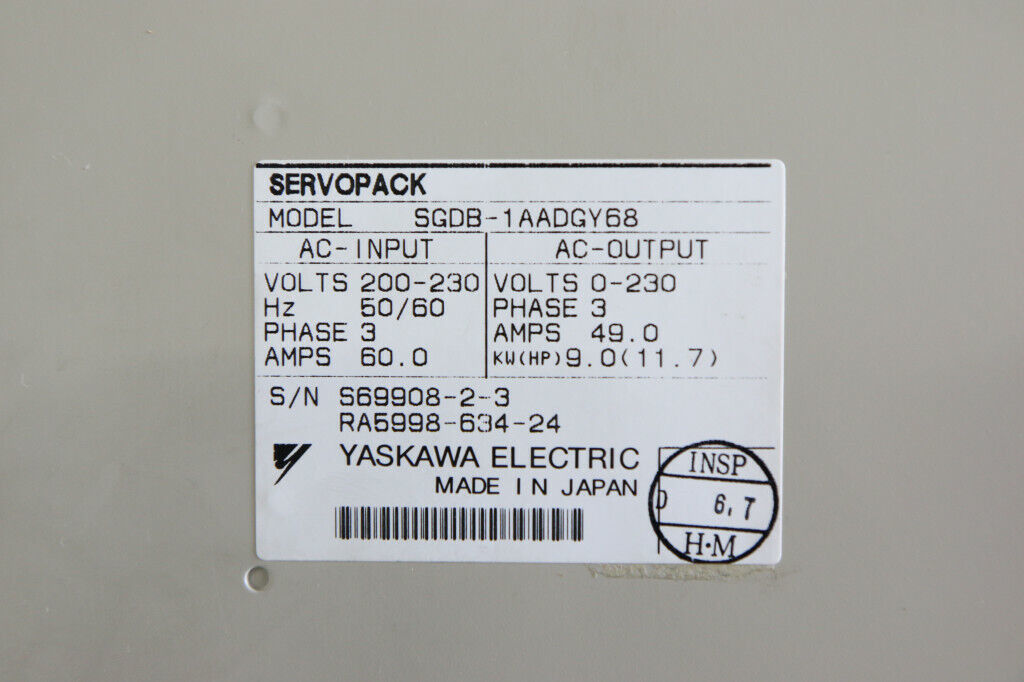 SERVOPACK
MODEL SGDB-1AADGY68
AC-INPUT AC-OUTPUT
VOLTS 200-230 VOLTS 0-230
Hz 50/60 PHASE 3
PHASE 3 AMPS 49.0
AMPS 60.0 KW(HP) 9.0(11.7)
S/N S69908-2-3
RA5998-634-24
YASKAWA ELECTRIC
MADE IN JAPAN
INSP
D 6,7
H·M